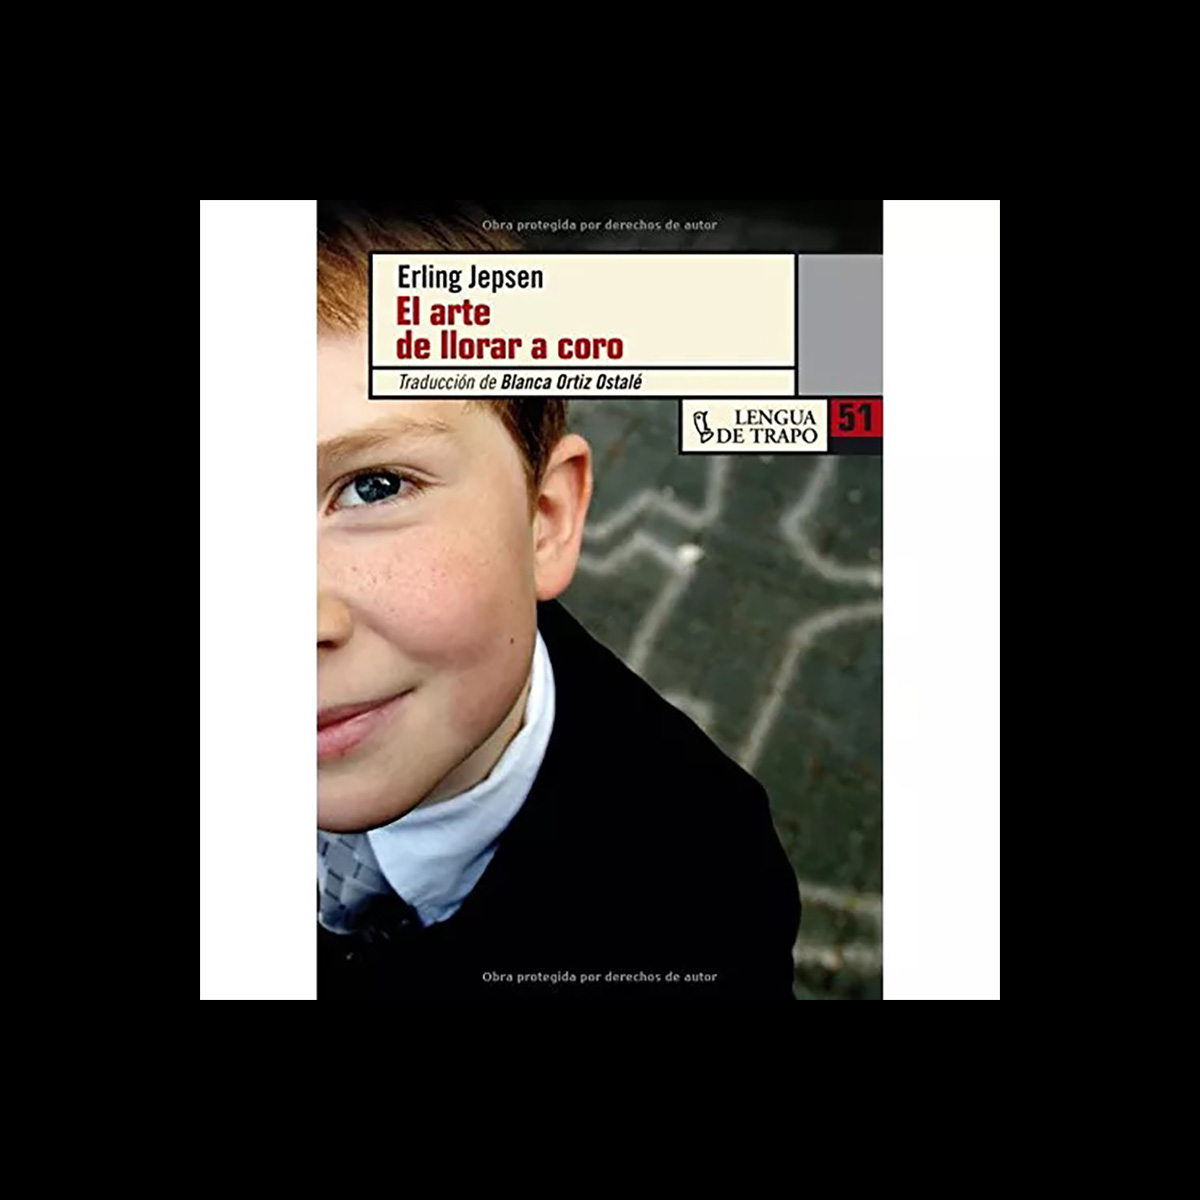 Obra protegida por derechos de autor
Erling Jepsen
El arte
de llorar a coro
Traducción de Blanca Ortiz Ostalé
LENGUA
DE TRAPO
51
Obra protegida por derechos de autor